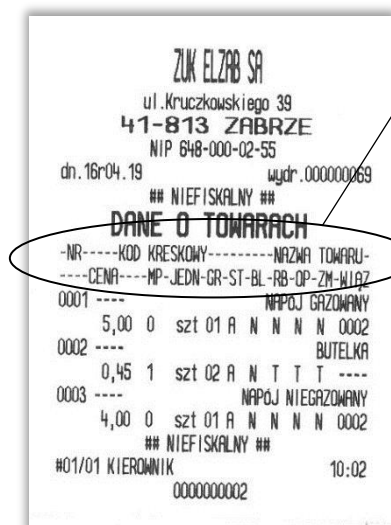 ZUK ELZAB SA
ul.Kruczkowskiego 39
41-813 ZABRZE
NIP 648-000-02-55
dn.16r04.19 wydr.000000069
## NIEFISKALNY ##
DANE O TOWARACH
-NR-----KOD KRESKOWY---------NAZWA TOWARU-
----CENA----MP-JEDN-GR-ST-BL-RB-OP-ZM-WIĄZ
0001 ---- NAPÓJ GAZOWANY
5,00 0 szt 01 A N N N N 0002
0002 ---- BUTELKA
0,45 1 szt 02 A N T T T ----
0003 ---- NAPÓJ NIEGAZOWANY
4,00 0 szt 01 A N N N N 0002
## NIEFISKALNY ##
#01/01 KIEROWNIK 10:02
0000000002